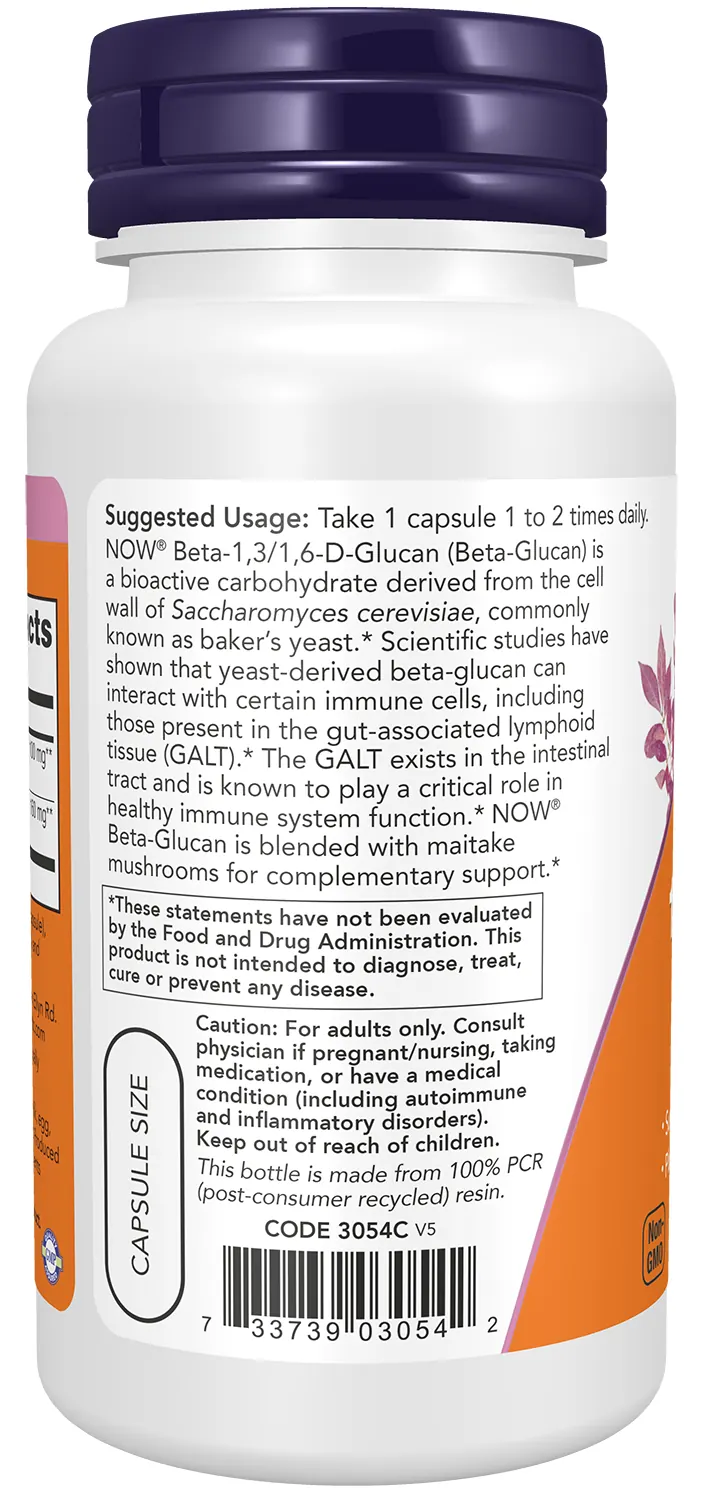 Suggested Usage: Take 1 capsule 1 to 2 times daily.
NOW® Beta-1,3/1,6-D-Glucan (Beta-Glucan) is
a bioactive carbohydrate derived from the cell
wall of Saccharomyces cerevisiae, commonly
known as baker's yeast.* Scientific studies have
shown that yeast-derived beta-glucan can
interact with certain immune cells, including
those present in the gut-associated lymphoid
tissue (GALT).* The GALT exists in the intestinal
tract and is known to play a critical role in
healthy immune system function.* NOW®
Beta-Glucan is blended with maitake
mushrooms for complementary support.*
*These statements have not been evaluated
by the Food and Drug Administration. This
product is not intended to diagnose, treat,
cure or prevent any disease.
CAPSULE SIZE
Caution: For adults only. Consult
physician if pregnant/nursing, taking
medication, or have a medical
condition (including autoimmune
and inflammatory disorders).
Keep out of reach of children.
This bottle is made from 100% PCR
(post-consumer recycled) resin.
CODE 3054C V5
7 33739 03054 2
Non-
GMO
egg,
Rd.
GMP